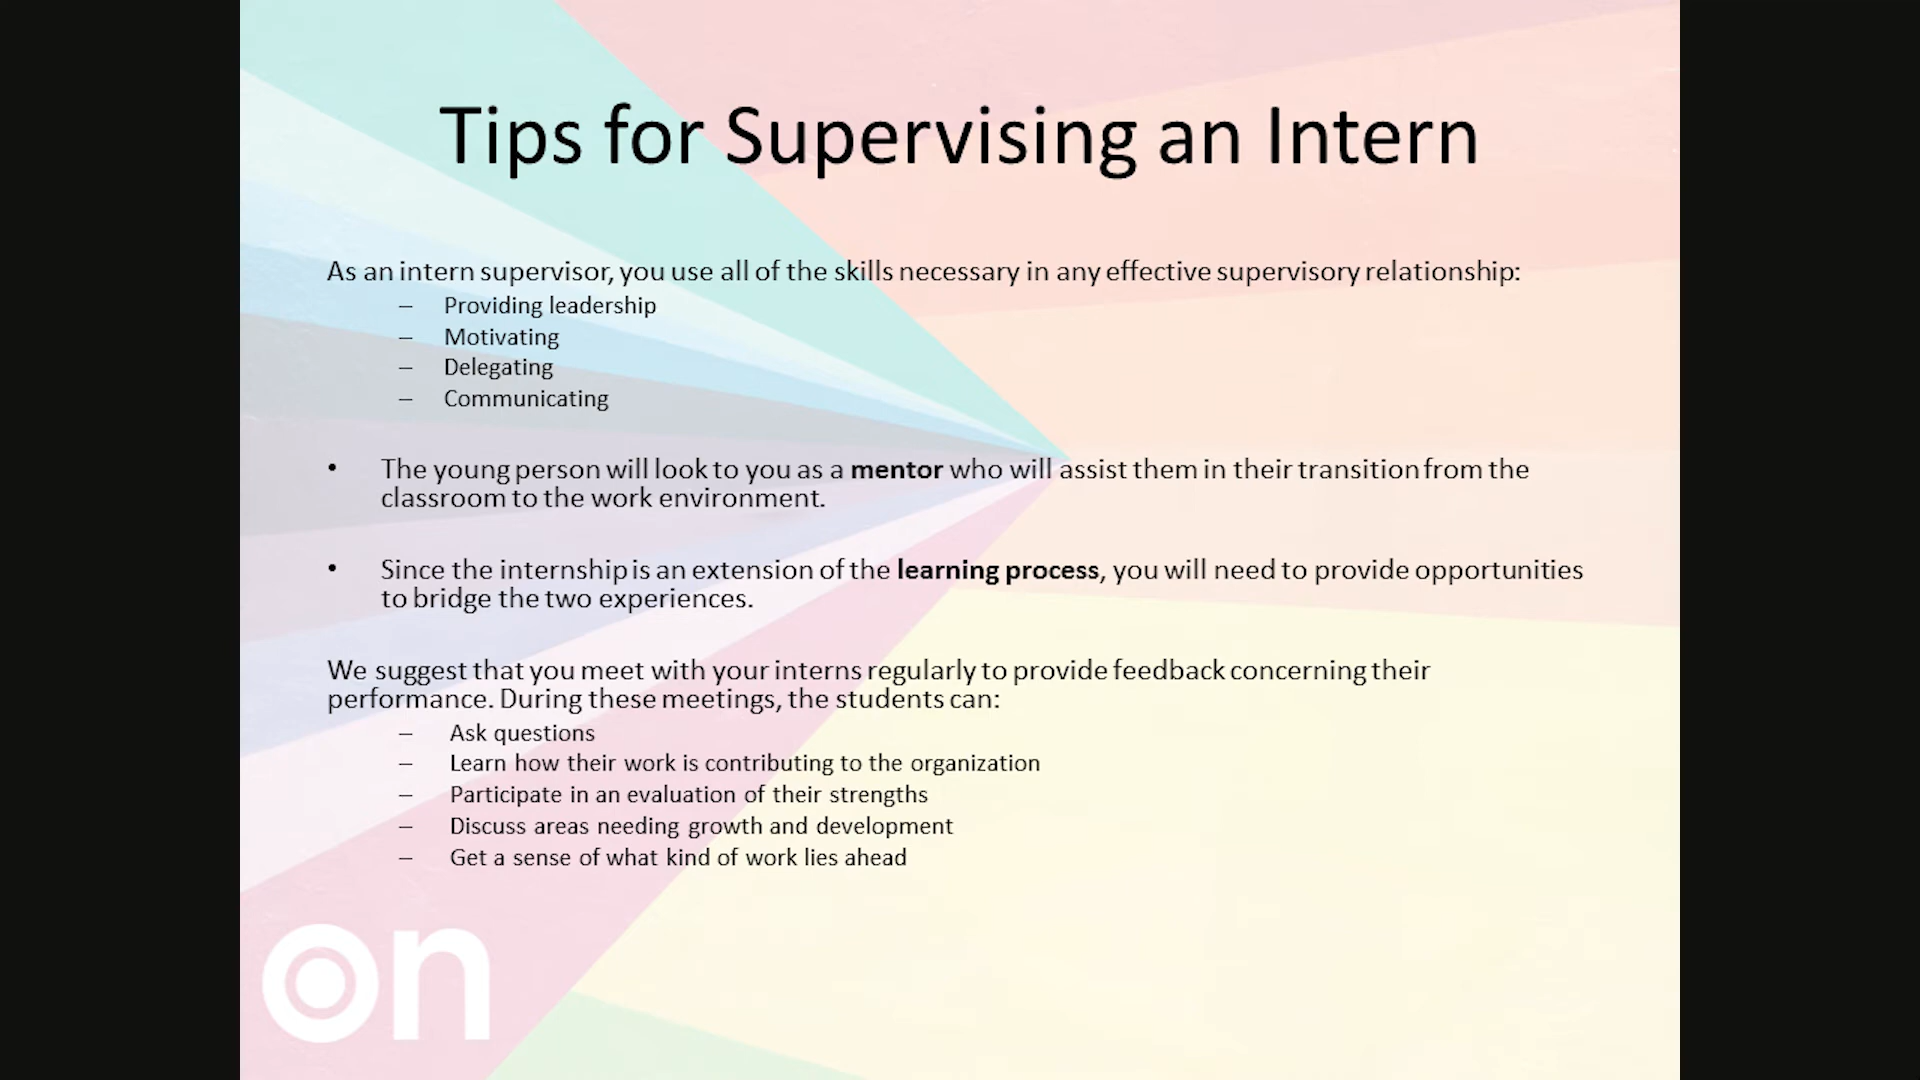 Tips for Supervising an Intern
As an intern supervisor, you use all of the skills necessary in any effective supervisory relationship:
– Providing leadership
– Motivating
– Delegating
– Communicating
• The young person will look to you as a mentor who will assist them in their transition from the
classroom to the work environment.
• Since the internship is an extension of the learning process, you will need to provide opportunities
to bridge the two experiences.
We suggest that you meet with your interns regularly to provide feedback concerning their
performance. During these meetings, the students can:
– Ask questions
– Learn how their work is contributing to the organization
– Participate in an evaluation of their strengths
– Discuss areas needing growth and development
– Get a sense of what kind of work lies ahead
on